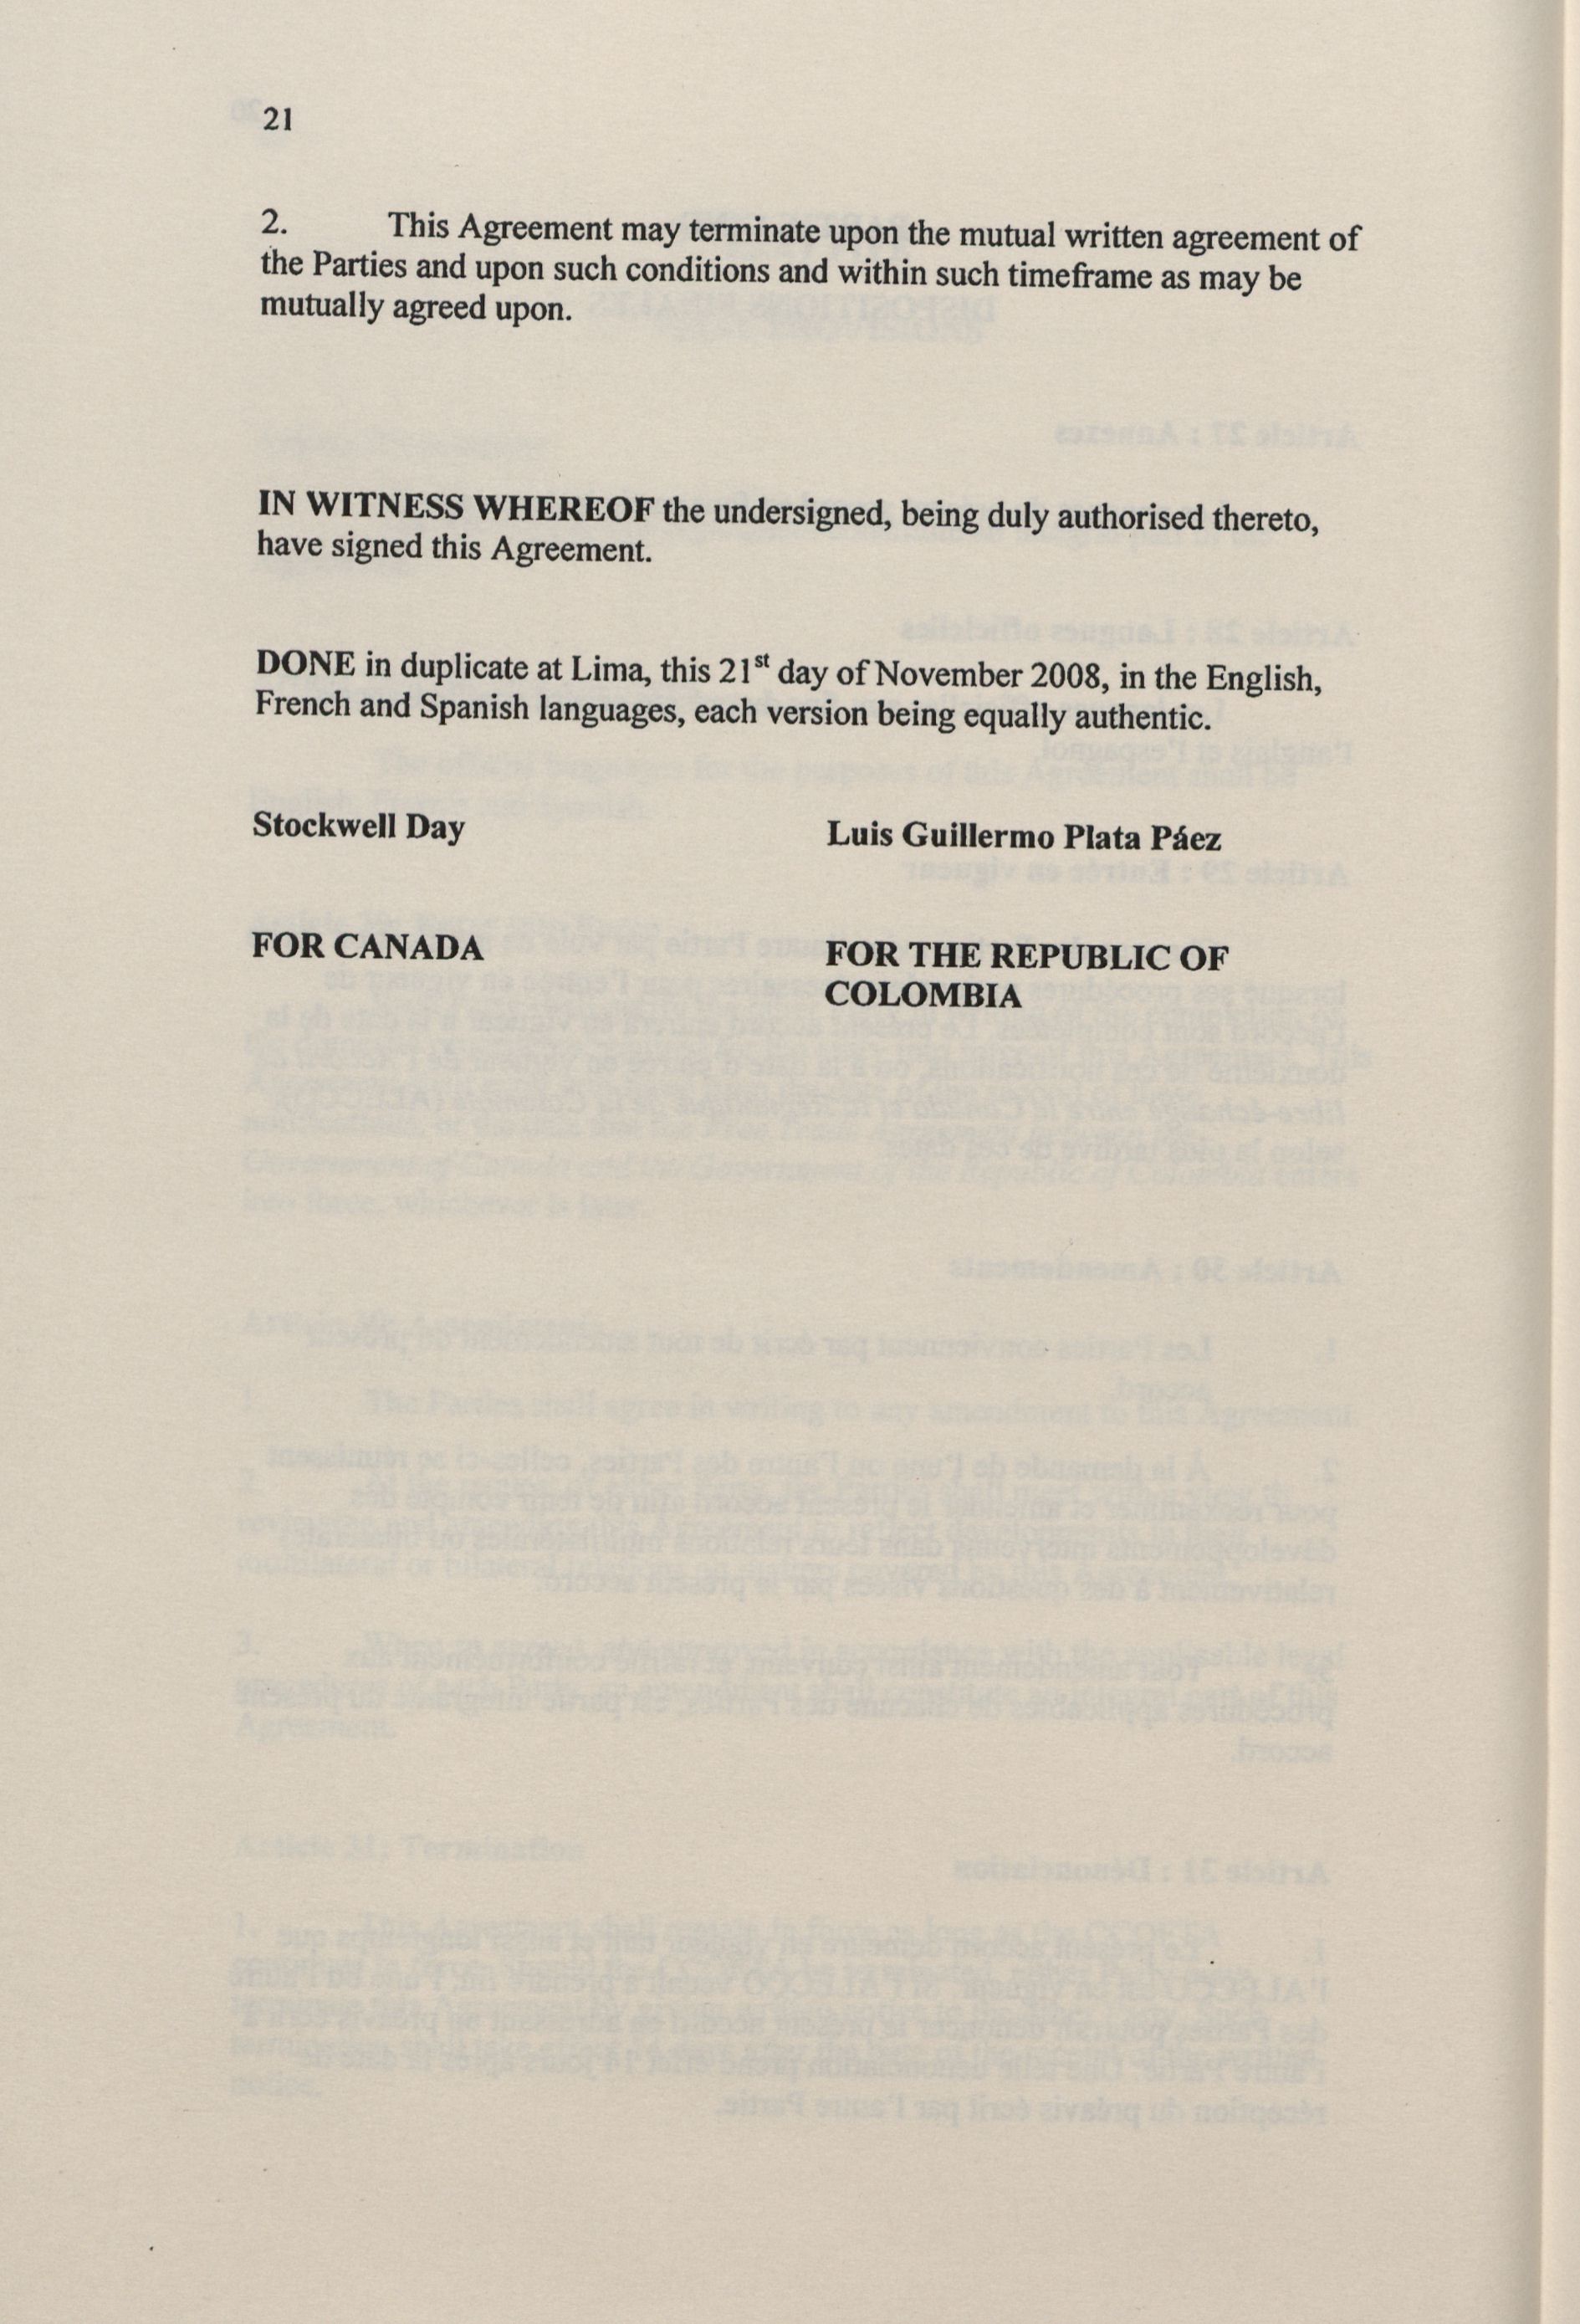 21
2. This Agreement may terminate upon the mutual written agreement of
the Parties and upon such conditions and within such timeframe as may be
mutually agreed upon.
IN WITNESS WHEREOF the undersigned, being duly authorised thereto,
have signed this Agreement.
DONE in duplicate at Lima, this 21st day of November 2008, in the English,
French and Spanish languages, each version being equally authentic.
Stockwell Day
Luis Guillermo Plata Páez
FOR CANADA
FOR THE REPUBLIC OF
COLOMBIA